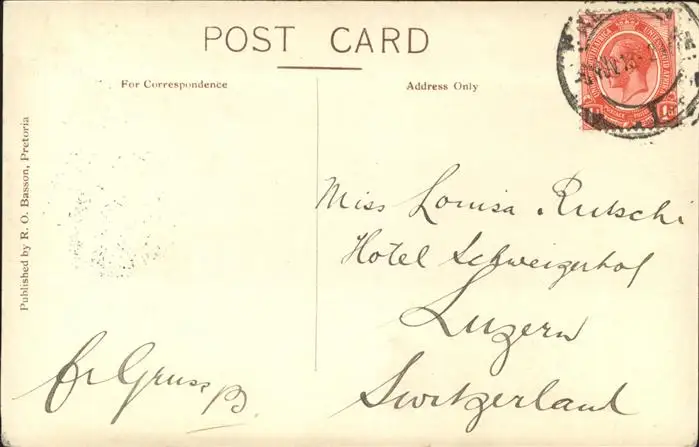 POST CARD
For Correspondence
Address Only
Published by R. O. Basson, Pretoria
Miss Louisa Rutschi
Hotel Schweizerhof
Luzern
Switzerland
Gruss
B.